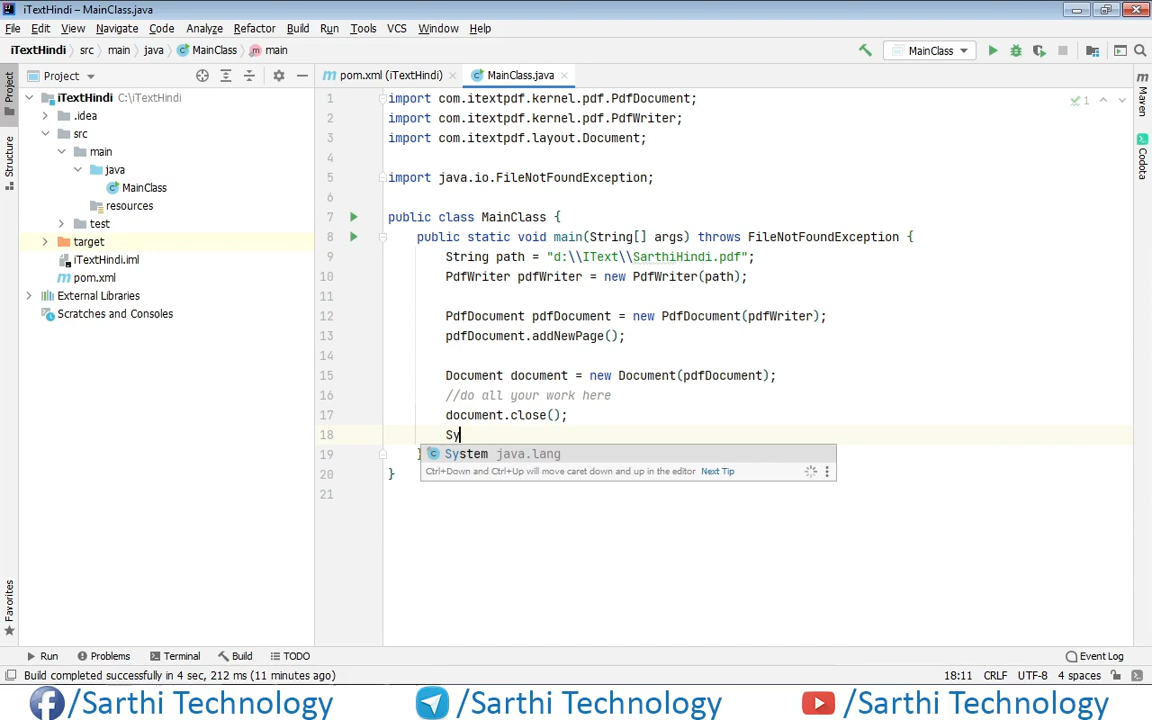 iTextHindi – MainClass.java
File Edit View Navigate Code Analyze Refactor Build Run Tools VCS Window Help
iTextHindi src main java MainClass main MainClass
Project pom.xml (iTextHindi) MainClass.java
iTextHindi C:\iTextHindi
.idea
src
main
java
MainClass
resources
test
target
iTextHindi.iml
pom.xml
External Libraries
Scratches and Consoles
Project
Structure
Favorites
1 import com.itextpdf.kernel.pdf.PdfDocument;
2 import com.itextpdf.kernel.pdf.PdfWriter;
3 import com.itextpdf.layout.Document;
4
5 import java.io.FileNotFoundException;
6
7 public class MainClass {
8 public static void main(String[] args) throws FileNotFoundException {
9 String path = "d:\\IText\\SarthiHindi.pdf";
10 PdfWriter pdfWriter = new PdfWriter(path);
11
12 PdfDocument pdfDocument = new PdfDocument(pdfWriter);
13 pdfDocument.addNewPage();
14
15 Document document = new Document(pdfDocument);
16 //do all your work here
17 document.close();
18 Sy
19 }
20 }
21
System java.lang
Ctrl+Down and Ctrl+Up will move caret down and up in the editor Next Tip
1
m
Maven
Codota
Run Problems Terminal Build TODO Event Log
Build completed successfully in 4 sec, 212 ms (11 minutes ago) 18:11 CRLF UTF-8 4 spaces
/Sarthi Technology /Sarthi Technology /Sarthi Technology